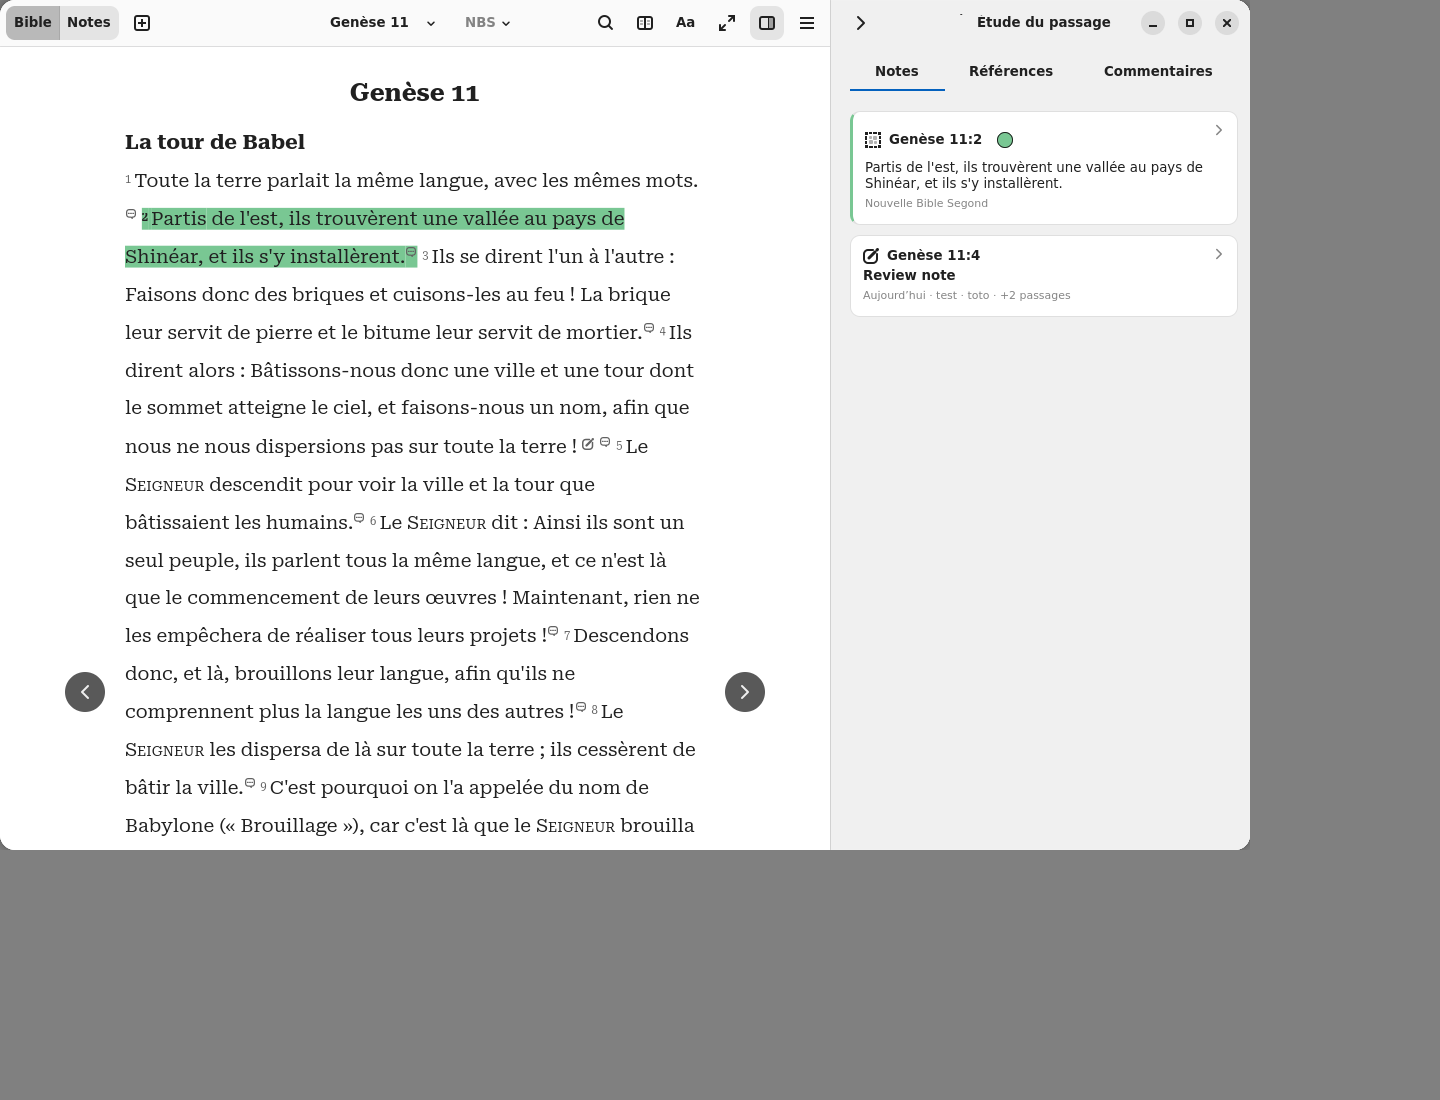 Bible Notes Genèse 11 NBS Aa Étude du passage
Notes Références Commentaires
Genèse 11
La tour de Babel
1 Toute la terre parlait la même langue, avec les mêmes mots.
2 Partis de l'est, ils trouvèrent une vallée au pays de
Shinéar, et ils s'y installèrent. 3 Ils se dirent l'un à l'autre :
Faisons donc des briques et cuisons-les au feu ! La brique
leur servit de pierre et le bitume leur servit de mortier. 4 Ils
dirent alors : Bâtissons-nous donc une ville et une tour dont
le sommet atteigne le ciel, et faisons-nous un nom, afin que
nous ne nous dispersions pas sur toute la terre ! 5 Le
SEIGNEUR descendit pour voir la ville et la tour que
bâtissaient les humains. 6 Le SEIGNEUR dit : Ainsi ils sont un
seul peuple, ils parlent tous la même langue, et ce n'est là
que le commencement de leurs œuvres ! Maintenant, rien ne
les empêchera de réaliser tous leurs projets ! 7 Descendons
donc, et là, brouillons leur langue, afin qu'ils ne
comprennent plus la langue les uns des autres ! 8 Le
SEIGNEUR les dispersa de là sur toute la terre ; ils cessèrent de
bâtir la ville. 9 C'est pourquoi on l'a appelée du nom de
Babylone (« Brouillage »), car c'est là que le SEIGNEUR brouilla
Genèse 11:2
Partis de l'est, ils trouvèrent une vallée au pays de
Shinéar, et ils s'y installèrent.
Nouvelle Bible Segond
Genèse 11:4
Review note
Aujourd’hui · test · toto · +2 passages